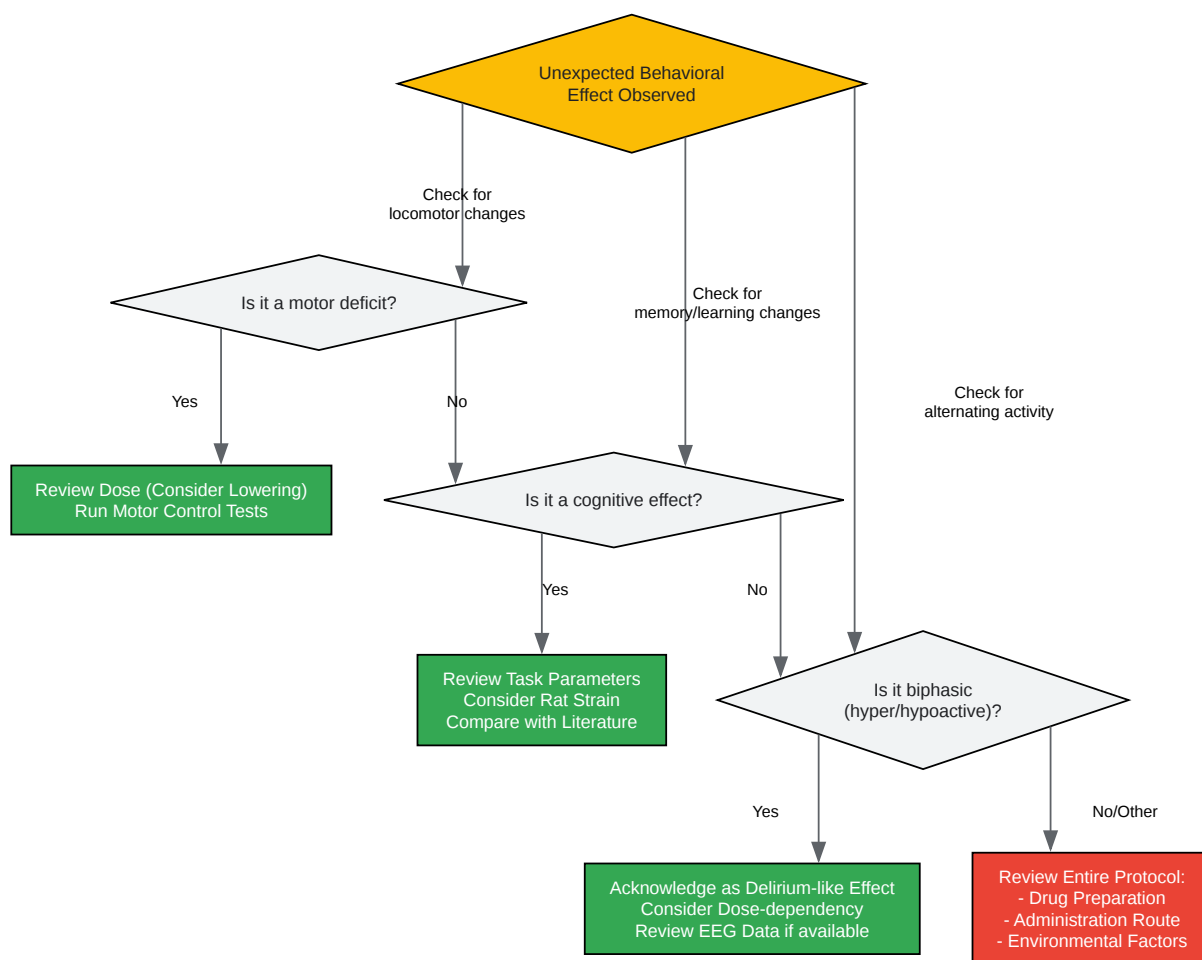 Unexpected Behavioral
Effect Observed
Check for
locomotor changes
Is it a motor deficit?
Check for
memory/learning changes
Check for
alternating activity
Yes
No
Review Dose (Consider Lowering)
Run Motor Control Tests
Is it a cognitive effect?
Yes
No
Review Task Parameters
Consider Rat Strain
Compare with Literature
Is it biphasic
(hyper/hypoactive)?
Yes
No/Other
Acknowledge as Delirium-like Effect
Consider Dose-dependency
Review EEG Data if available
Review Entire Protocol:
- Drug Preparation
- Administration Route
- Environmental Factors